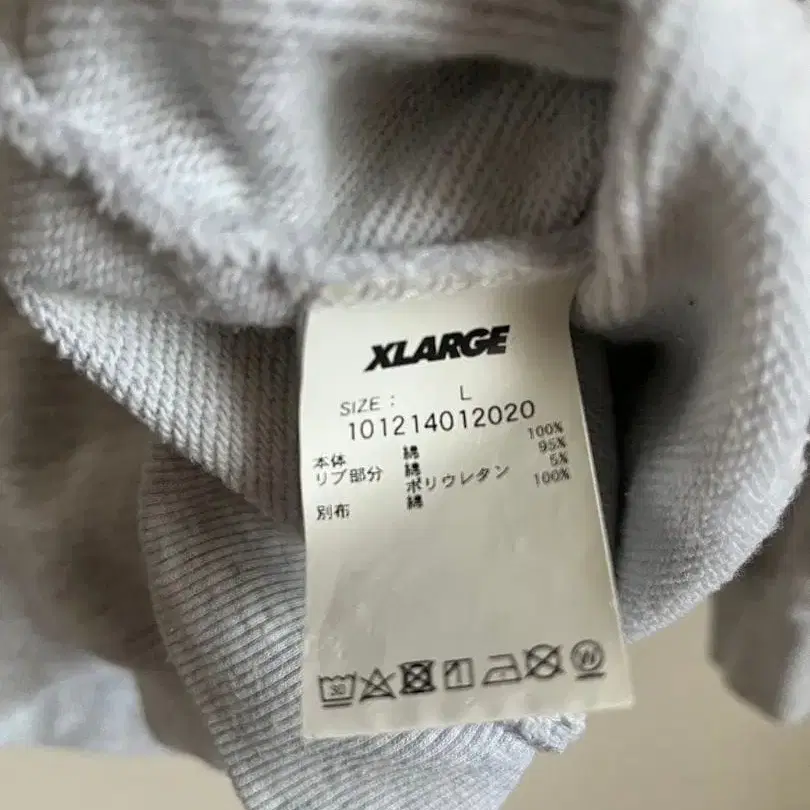 XLARGE
SIZE : L
101214012020
本体 綿 100%
リブ部分 綿 95%
ポリウレタン 5%
別布 綿 100%
30
W